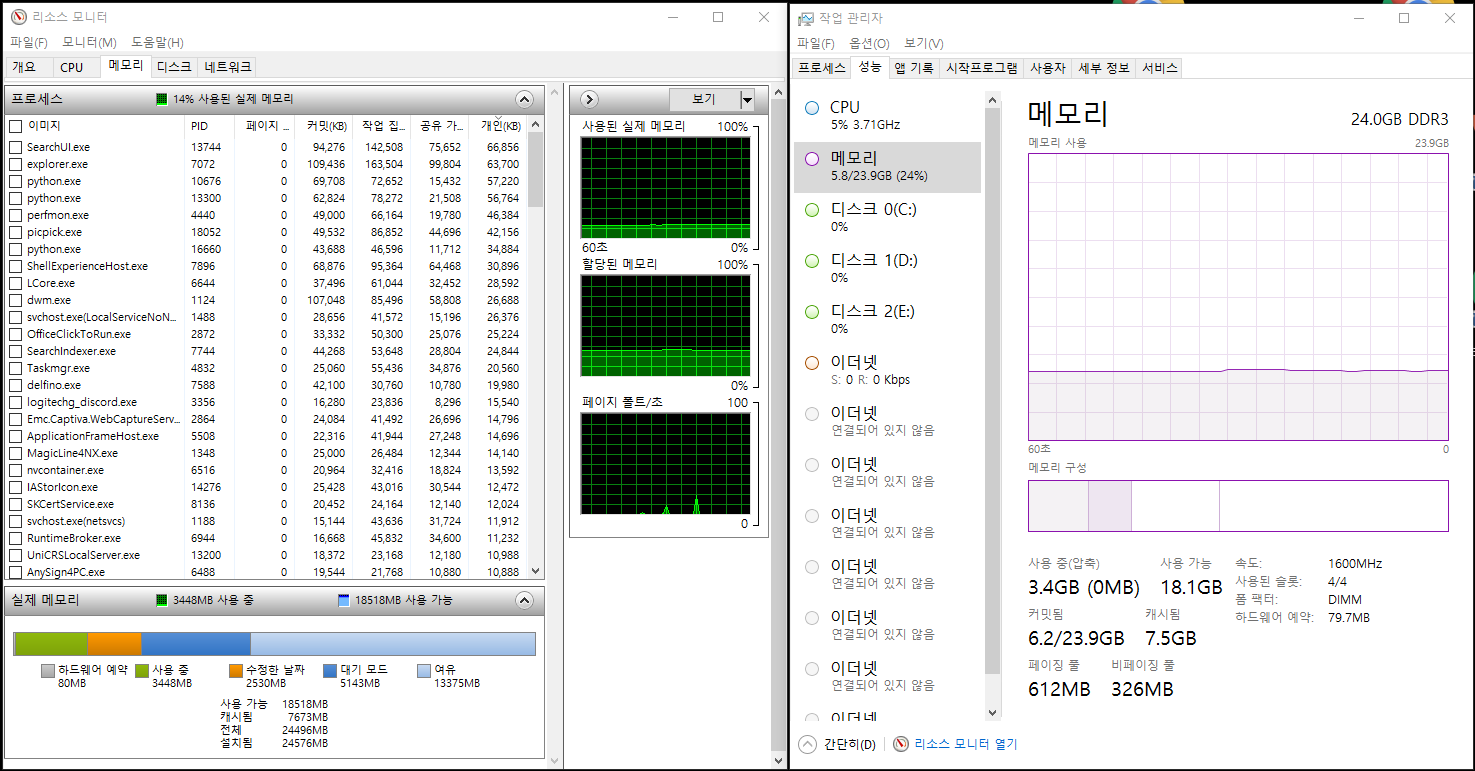 리소스 모니터
파일(F) 모니터(M) 도움말(H)
개요 CPU 메모리 디스크 네트워크
프로세스 14% 사용된 실제 메모리
이미지 PID 페이지 ... 커밋(KB) 작업 집... 공유 가... 개인(KB)
SearchUI.exe 13744 0 94,276 142,508 75,652 66,856
explorer.exe 7072 0 109,436 163,504 99,804 63,700
python.exe 10676 0 69,708 72,652 15,432 57,220
python.exe 13300 0 62,824 78,272 21,508 56,764
perfmon.exe 4440 0 49,000 66,164 19,780 46,384
picpick.exe 18052 0 49,532 86,852 44,696 42,156
python.exe 16660 0 43,688 46,596 11,712 34,884
ShellExperienceHost.exe 7896 0 68,876 95,364 64,468 30,896
LCore.exe 6644 0 37,496 61,044 32,452 28,592
dwm.exe 1124 0 107,048 85,496 58,808 26,688
svchost.exe(LocalServiceNoN... 1488 0 28,656 41,572 15,196 26,376
OfficeClickToRun.exe 2872 0 33,332 50,300 25,076 25,224
SearchIndexer.exe 7744 0 44,268 53,648 28,804 24,844
Taskmgr.exe 4832 0 25,060 55,436 34,876 20,560
delfino.exe 7588 0 42,100 30,760 10,780 19,980
logitechg_discord.exe 3356 0 16,280 23,836 8,296 15,540
Emc.Captiva.WebCaptureServ... 2864 0 24,084 41,492 26,696 14,796
ApplicationFrameHost.exe 5508 0 22,316 41,944 27,248 14,696
MagicLine4NX.exe 1348 0 25,000 26,484 12,344 14,140
nvcontainer.exe 6516 0 20,964 32,416 18,824 13,592
IAStorIcon.exe 14276 0 25,428 43,016 30,544 12,472
SKCertService.exe 8136 0 20,452 24,164 12,140 12,024
svchost.exe(netsvcs) 1188 0 15,144 43,636 31,724 11,912
RuntimeBroker.exe 6944 0 16,668 45,832 34,600 11,232
UniCRSLocalServer.exe 13200 0 18,372 23,168 12,180 10,988
AnySign4PC.exe 6488 0 19,544 21,768 10,880 10,888
실제 메모리 3448MB 사용 중 18518MB 사용 가능
하드웨어 예약 사용 중 수정한 날짜 대기 모드 여유
80MB 3448MB 2530MB 5143MB 13375MB
사용 가능 18518MB
캐시됨 7673MB
전체 24496MB
설치됨 24576MB
보기
사용된 실제 메모리 100%
60초 0%
할당된 메모리 100%
0%
페이지 폴트/초 100
0
작업 관리자
파일(F) 옵션(O) 보기(V)
프로세스 성능 앱 기록 시작프로그램 사용자 세부 정보 서비스
CPU
5% 3.71GHz
메모리
5.8/23.9GB (24%)
디스크 0(C:)
0%
디스크 1(D:)
0%
디스크 2(E:)
0%
이더넷
S: 0 R: 0 Kbps
이더넷
연결되어 있지 않음
이더넷
연결되어 있지 않음
이더넷
연결되어 있지 않음
이더넷
연결되어 있지 않음
이더넷
연결되어 있지 않음
이더넷
연결되어 있지 않음
이더넷
메모리 24.0GB DDR3
메모리 사용 23.9GB
60초 0
메모리 구성
사용 중(압축) 사용 가능 속도: 1600MHz
3.4GB (0MB) 18.1GB 사용된 슬롯: 4/4
폼 팩터: DIMM
커밋됨 캐시됨 하드웨어 예약: 79.7MB
6.2/23.9GB 7.5GB
페이징 풀 비페이징 풀
612MB 326MB
간단히(D) 리소스 모니터 열기